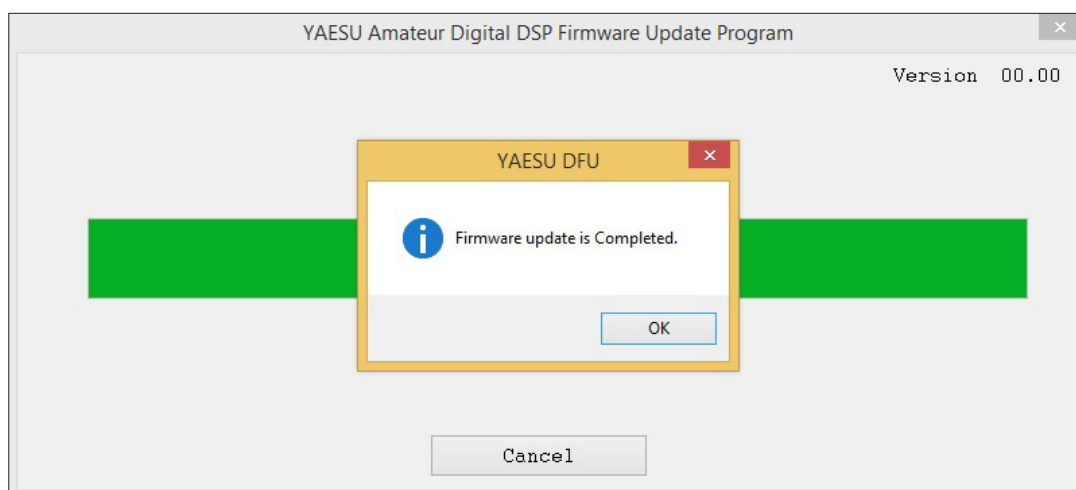 YAESU Amateur Digital DSP Firmware Update Program
Version 00.00
YAESU DFU
Firmware update is Completed.
OK
Cancel